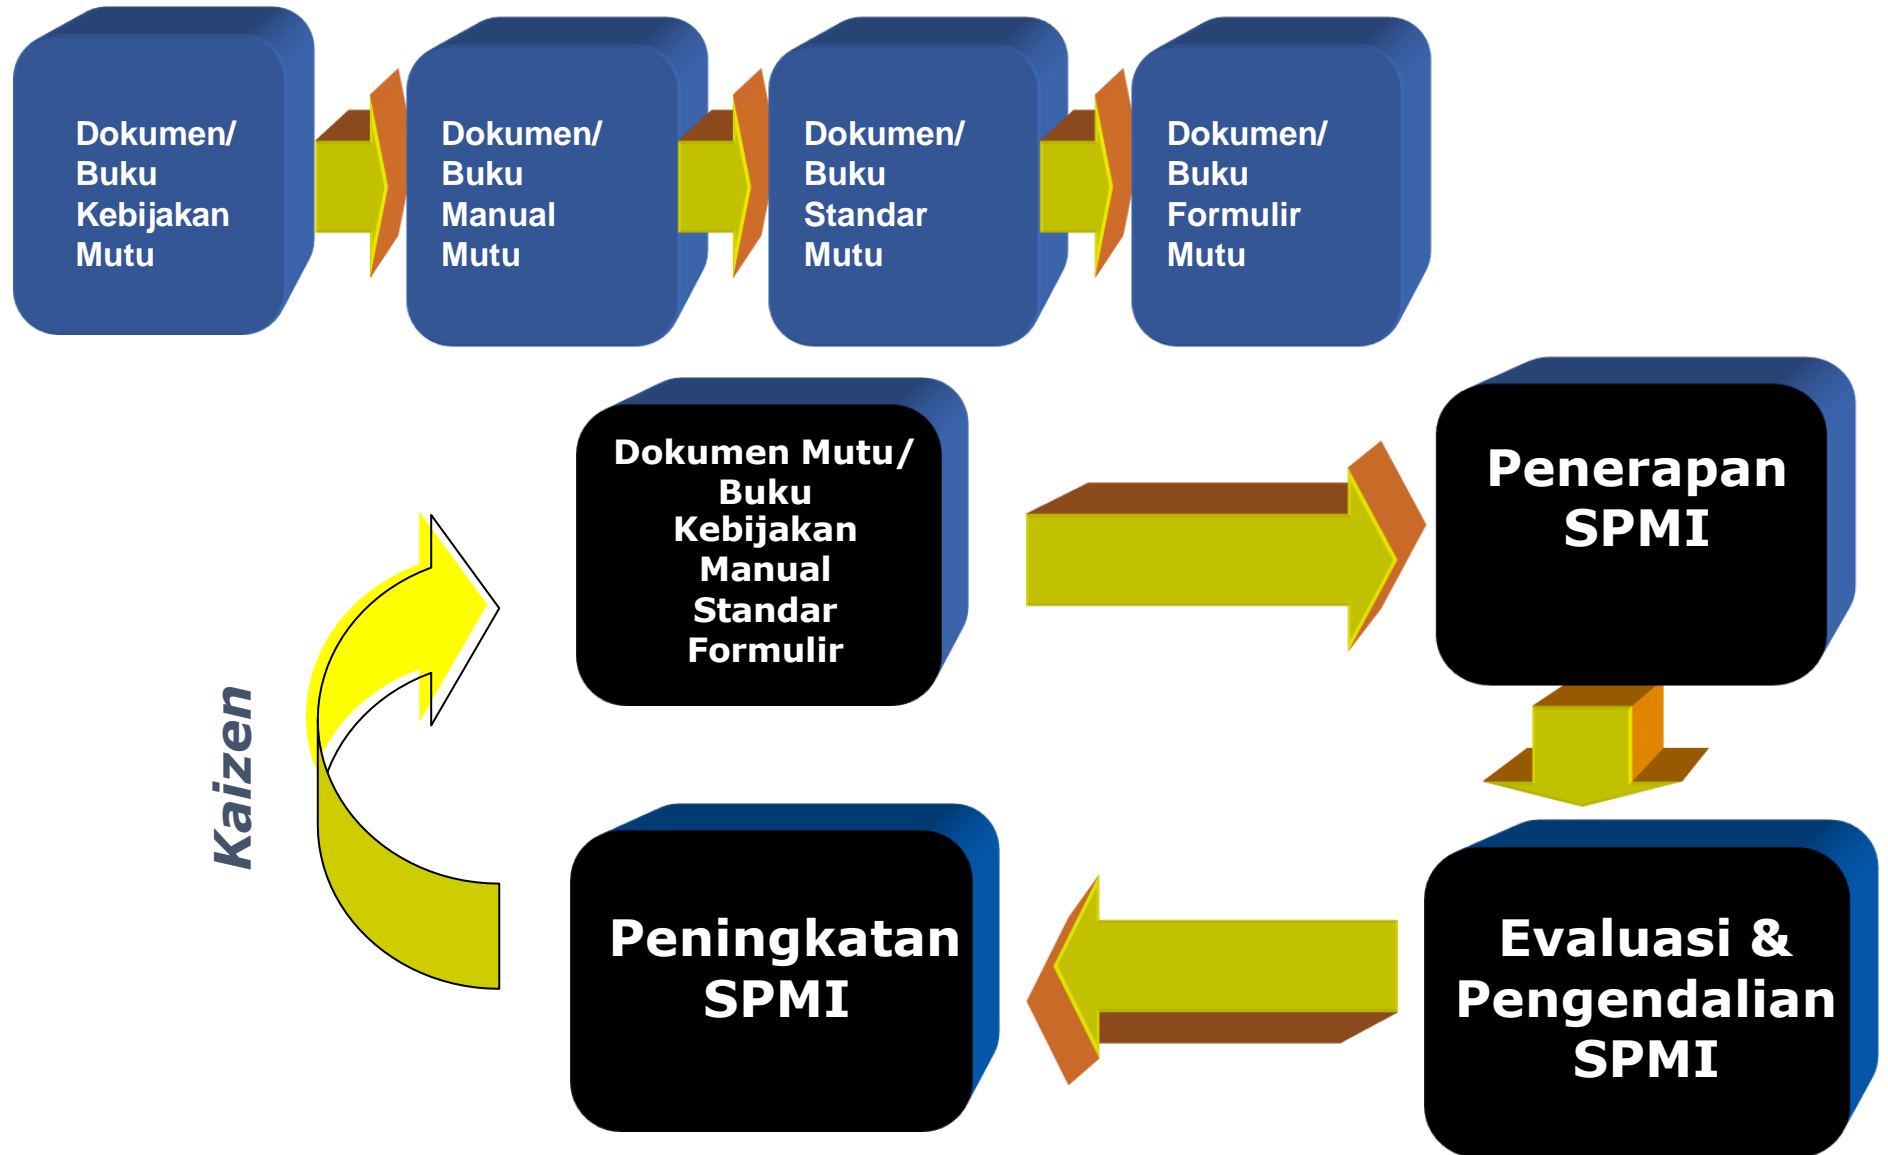 Dokumen/
Buku
Kebijakan
Mutu
Dokumen/
Buku
Manual
Mutu
Dokumen/
Buku
Standar
Mutu
Dokumen/
Buku
Formulir
Mutu
Dokumen Mutu/
Buku
Kebijakan
Manual
Standar
Formulir
Penerapan
SPMI
Kaizen
Peningkatan
SPMI
Evaluasi &
Pengendalian
SPMI